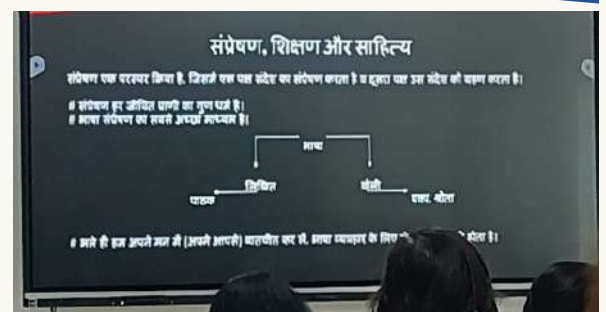 संप्रेषण, शिक्षण और साहित्य
संप्रेषण एक परस्पर क्रिया है, जिसमें एक पक्ष संदेश का संप्रेषण करता है व दूसरा पक्ष उस संदेश को ग्रहण करता है।
# संप्रेषण हर जीवित प्राणी का गुण धर्म है।
# भाषा संप्रेषण का सबसे अच्छा माध्यम है।
भाषा
लिखित
बोली
पाठक
वक्ता, श्रोता
# भले ही हम अपने मन में (अपने आपसे) बातचीत कर लें, भाषा व्यवहार के लिए होता है।